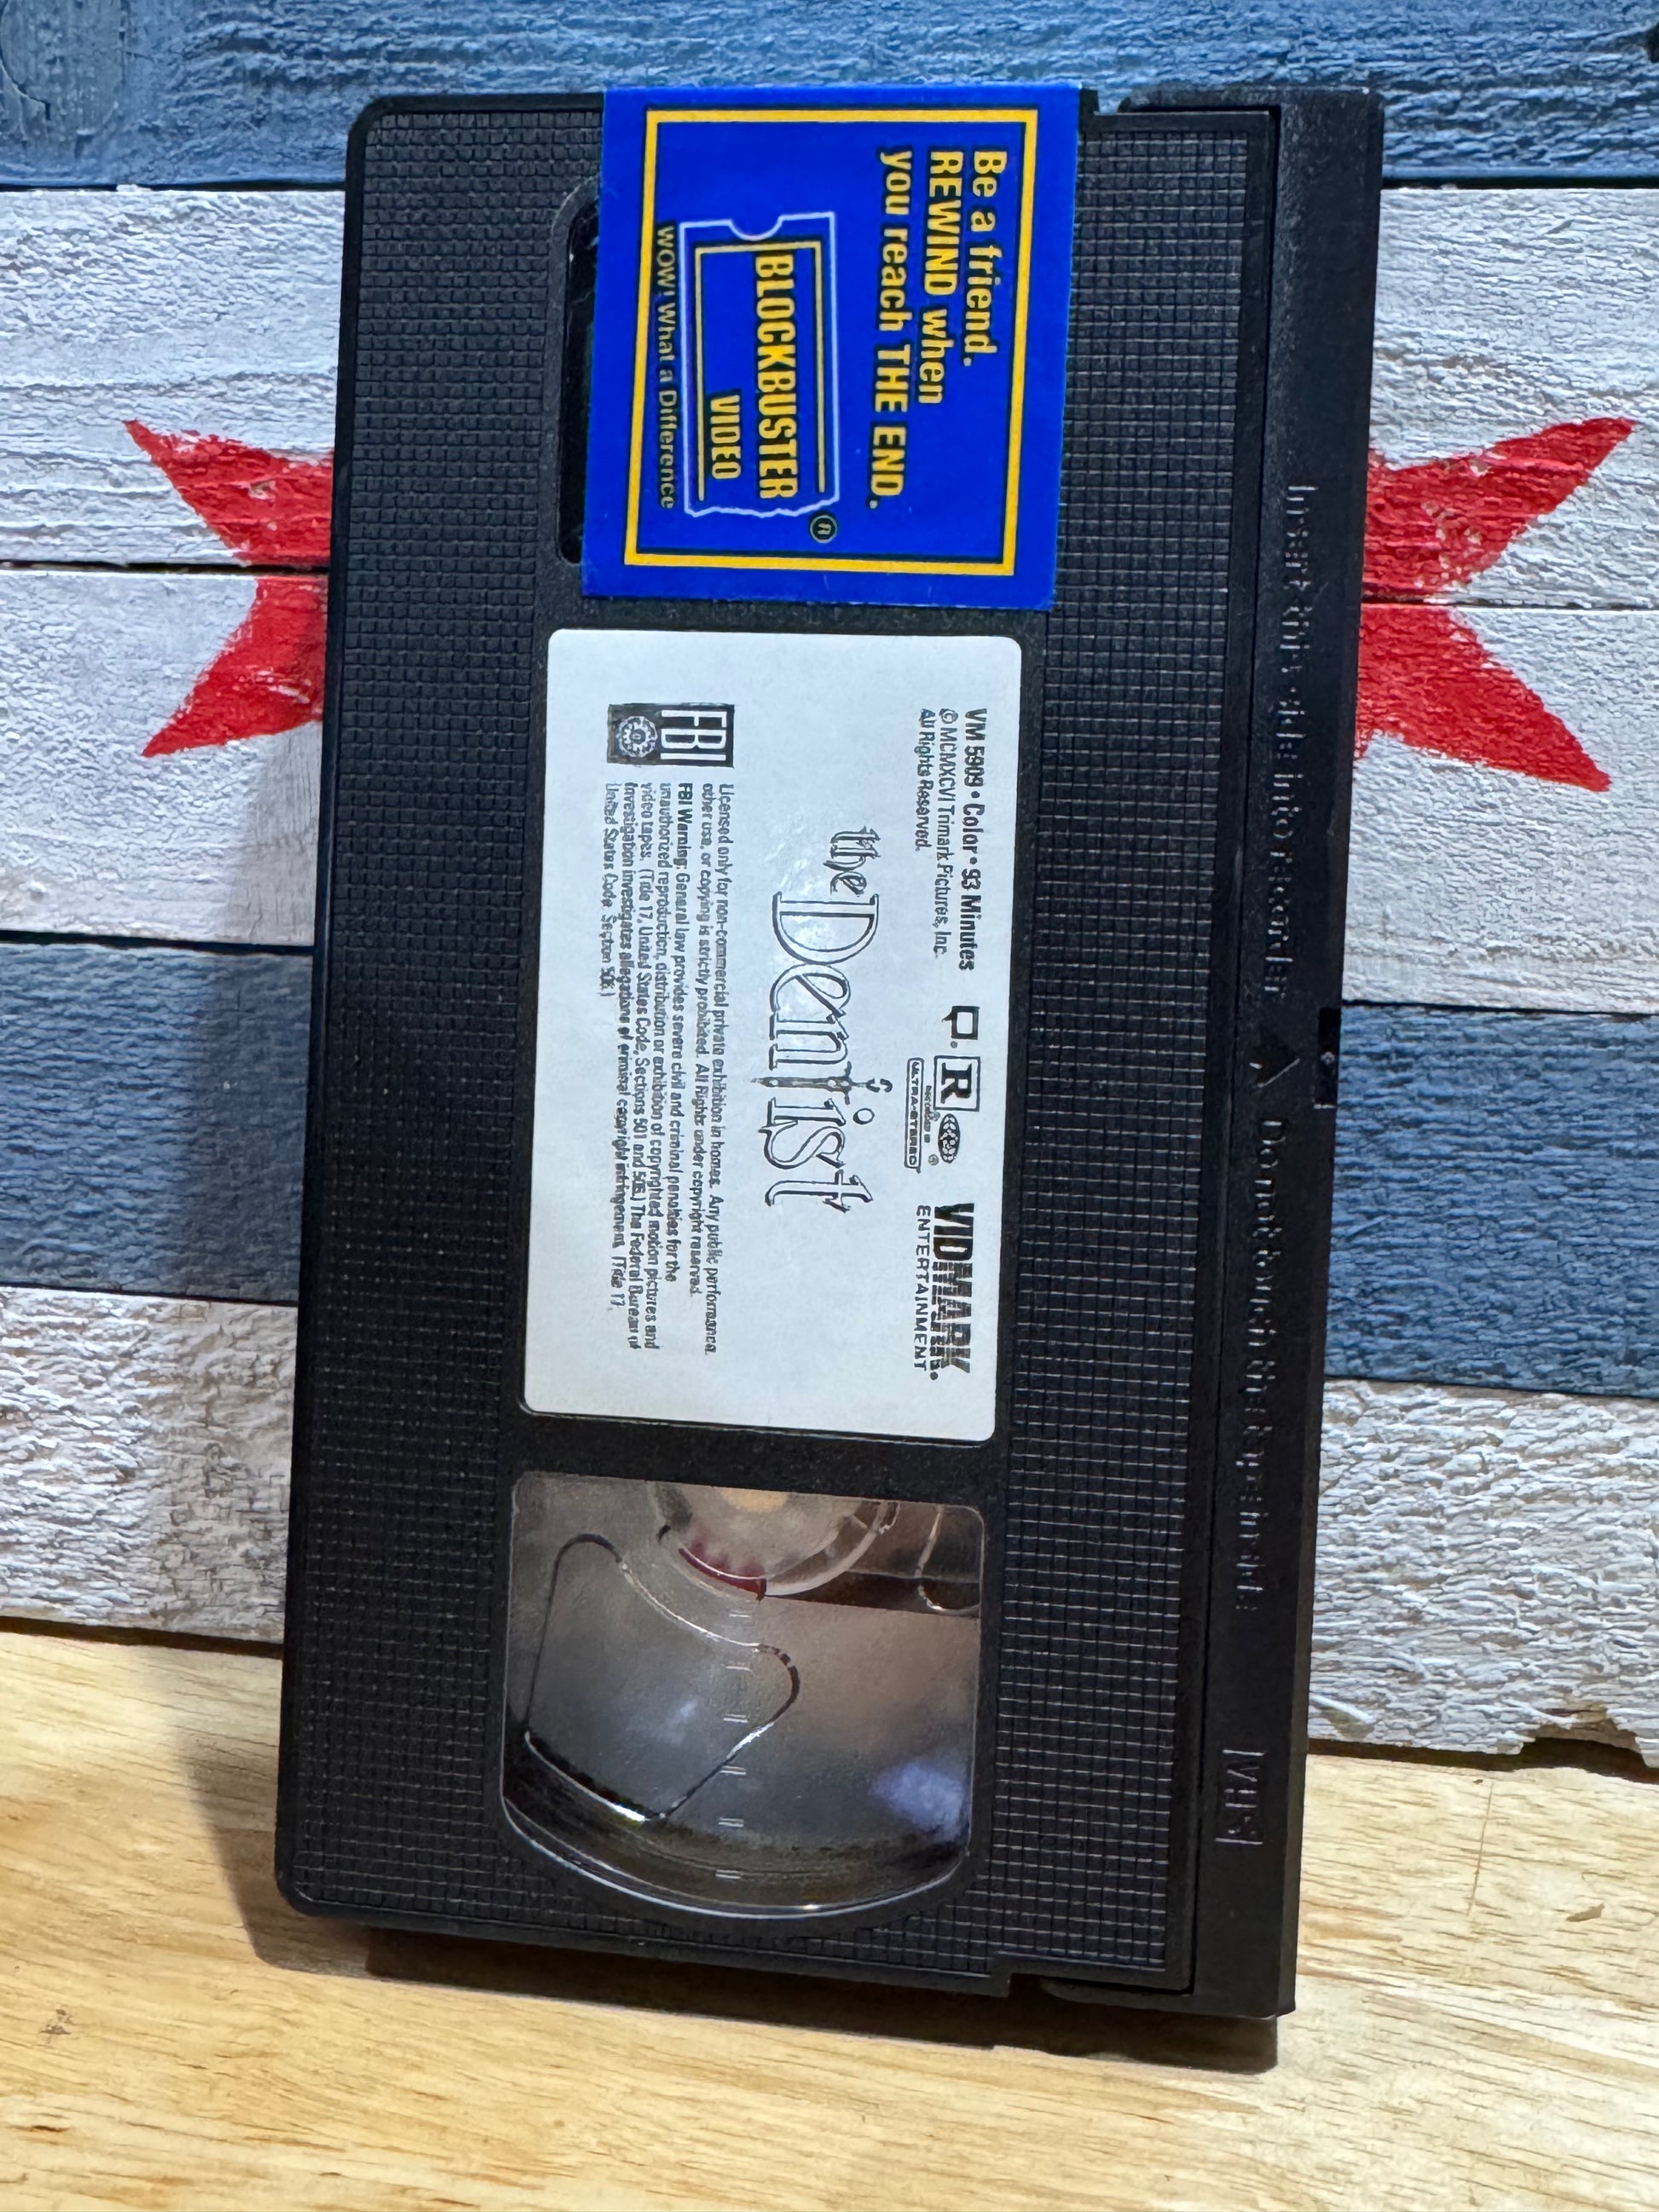 Be a friend.
REWIND when
you reach THE END.
BLOCKBUSTER
VIDEO
®
WOW! What a Difference
VM 5909 • Color • 93 Minutes
© MCMXCVI Trimark Pictures, Inc.
All Rights Reserved.
R
ULTRA-STEREO
®
VIDMARK
ENTERTAINMENT
the Dentist
FBI
Licensed only for non-commercial private exhibition in homes. Any public performance,
other use, or copying is strictly prohibited. All Rights under copyright reserved.
FBI Warning: General law provides severe civil and criminal penalties for the
unauthorized reproduction, distribution or exhibition of copyrighted motion pictures and
video tapes. (Title 17, United States Code, Sections 501 and 506.) The Federal Bureau of
Investigation investigates allegations of criminal copyright infringement. (Title 17,
United States Code, Section 506.)
Insert this side into recorder
Do not touch the tape inside
VHS